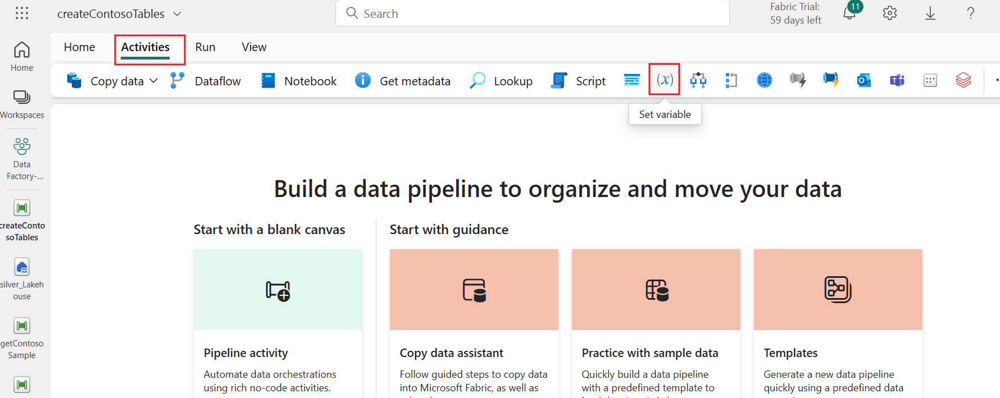 createContosoTables
Search
Fabric Trial:
59 days left
11
?
Home
Activities
Run
View
Home
Copy data
Dataflow
Notebook
Get metadata
Lookup
Script
(x)
Set variable
Workspaces
Data
Factory-...
createConto
soTables
silver_Lakeh
ouse
getContoso
Sample
Build a data pipeline to organize and move your data
Start with a blank canvas
Start with guidance
Pipeline activity
Automate data orchestrations
using rich no-code activities.
Copy data assistant
Follow guided steps to copy data
into Microsoft Fabric, as well as
Practice with sample data
Quickly build a data pipeline
with a predefined template to
Templates
Generate a new data pipeline
quickly using a predefined data